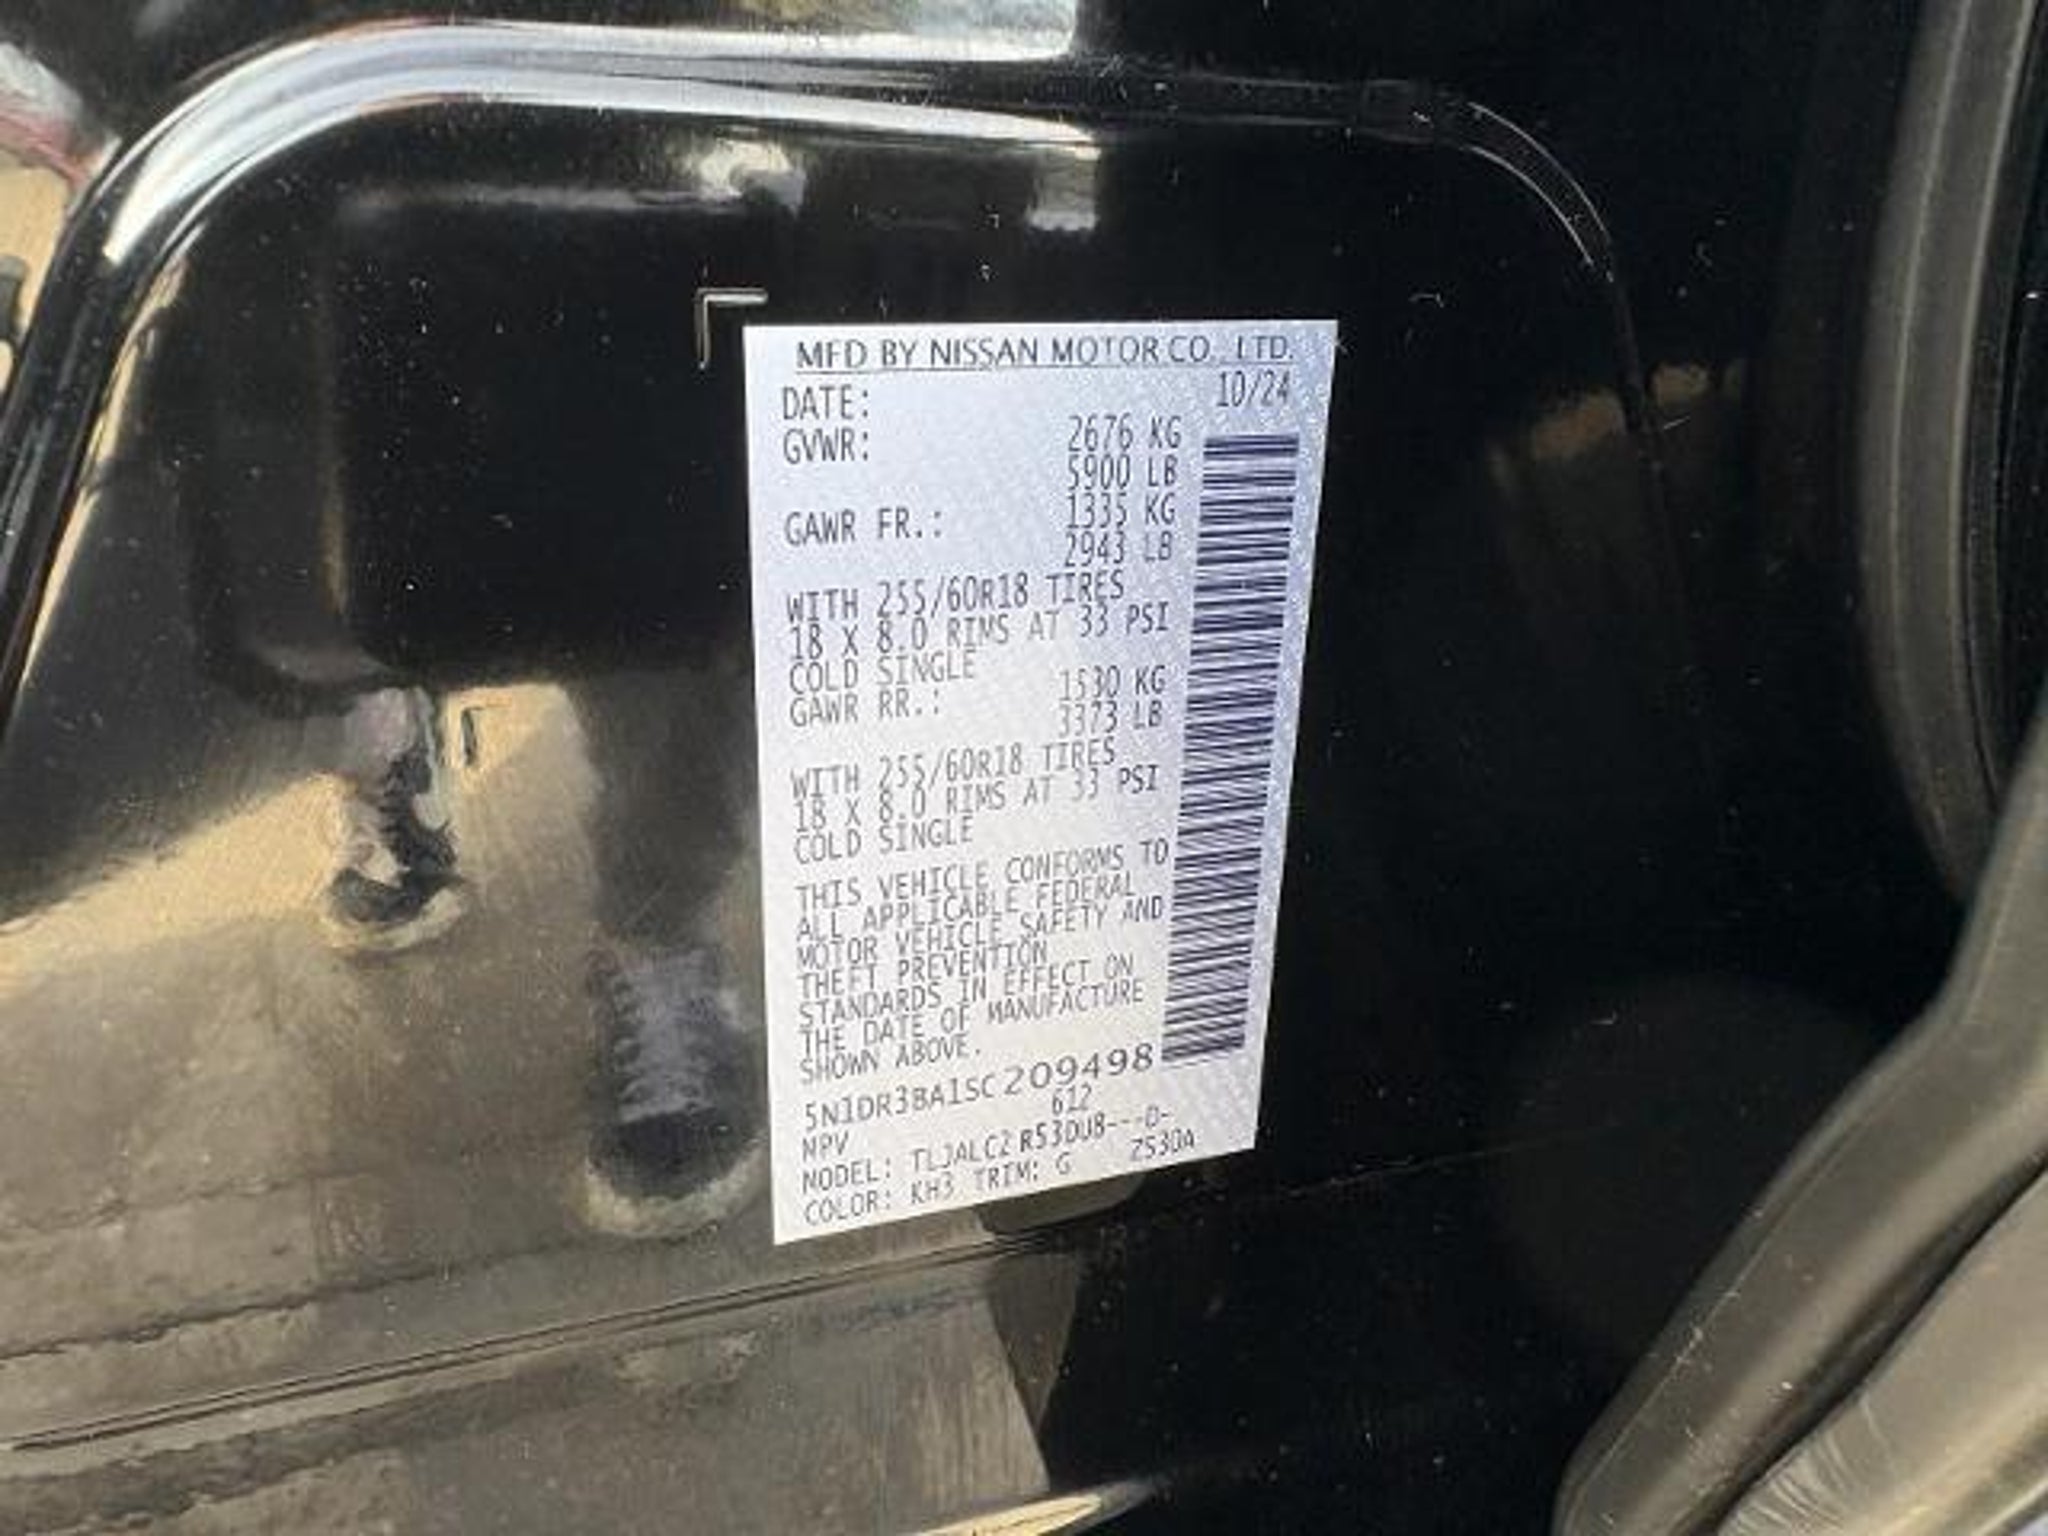 MFD BY NISSAN MOTOR CO., LTD.
DATE: 10/24
GVWR: 2676 KG
5900 LB
GAWR FR.: 1335 KG
2943 LB
WITH 255/60R18 TIRES
18 X 8.0 RIMS AT 33 PSI
COLD SINGLE
GAWR RR.: 1530 KG
3373 LB
WITH 255/60R18 TIRES
18 X 8.0 RIMS AT 33 PSI
COLD SINGLE
THIS VEHICLE CONFORMS TO
ALL APPLICABLE FEDERAL
MOTOR VEHICLE SAFETY AND
THEFT PREVENTION
STANDARDS IN EFFECT ON
THE DATE OF MANUFACTURE
SHOWN ABOVE.
5N1DR3BA1SC209498
MPV 612
MODEL: TLJALC2 R53DU8---D-
COLOR: KH3 TRIM: G ZS3DA